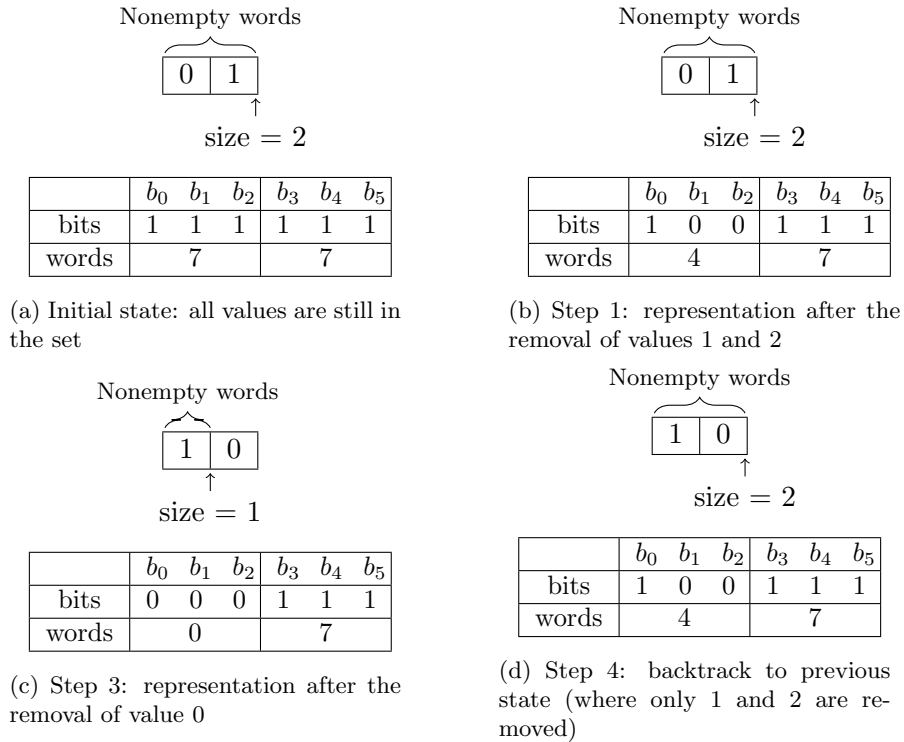 Nonempty words
0 1
↑
size = 2
b0 b1 b2 b3 b4 b5
bits 1 1 1 1 1 1
words 7 7
(a) Initial state: all values are still in
the set
Nonempty words
0 1
↑
size = 2
b0 b1 b2 b3 b4 b5
bits 1 0 0 1 1 1
words 4 7
(b) Step 1: representation after the
removal of values 1 and 2
Nonempty words
1 0
↑
size = 1
b0 b1 b2 b3 b4 b5
bits 0 0 0 1 1 1
words 0 7
(c) Step 3: representation after the
removal of value 0
Nonempty words
1 0
↑
size = 2
b0 b1 b2 b3 b4 b5
bits 1 0 0 1 1 1
words 4 7
(d) Step 4: backtrack to previous
state (where only 1 and 2 are re-
moved)